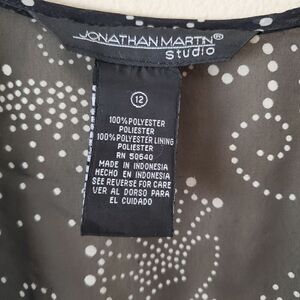 JONATHAN MARTIN®
Studio
12
100% POLYESTER
POLIESTER
100% POLYESTER LINING
POLIESTER
RN 50640
MADE IN INDONESIA
HECHO EN INDONESIA
SEE REVERSE FOR CARE
VER AL DORSO PARA
EL CUIDADO